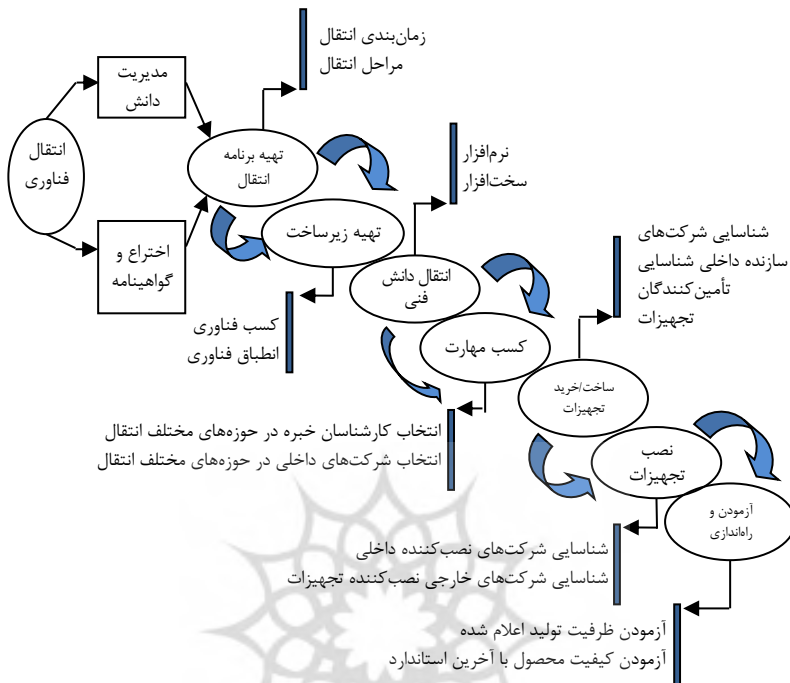 زمان‌بندی انتقال
مراحل انتقال
مدیریت
دانش
انتقال
فناوری
اختراع و
گواهینامه
تهیه برنامه
انتقال
نرم‌افزار
سخت‌افزار
تهیه زیرساخت
کسب فناوری
انطباق فناوری
انتقال دانش
فنی
شناسایی شرکت‌های
سازنده داخلی شناسایی
تأمین‌کنندگان
تجهیزات
کسب مهارت
انتخاب کارشناسان خبره در حوزه‌های مختلف انتقال
انتخاب شرکت‌های داخلی در حوزه‌های مختلف انتقال
ساخت/خرید
تجهیزات
نصب
تجهیزات
شناسایی شرکت‌های نصب‌کننده داخلی
شناسایی شرکت‌های خارجی نصب‌کننده تجهیزات
آزمودن و
راه‌اندازی
آزمودن ظرفیت تولید اعلام شده
آزمودن کیفیت محصول با آخرین استاندارد